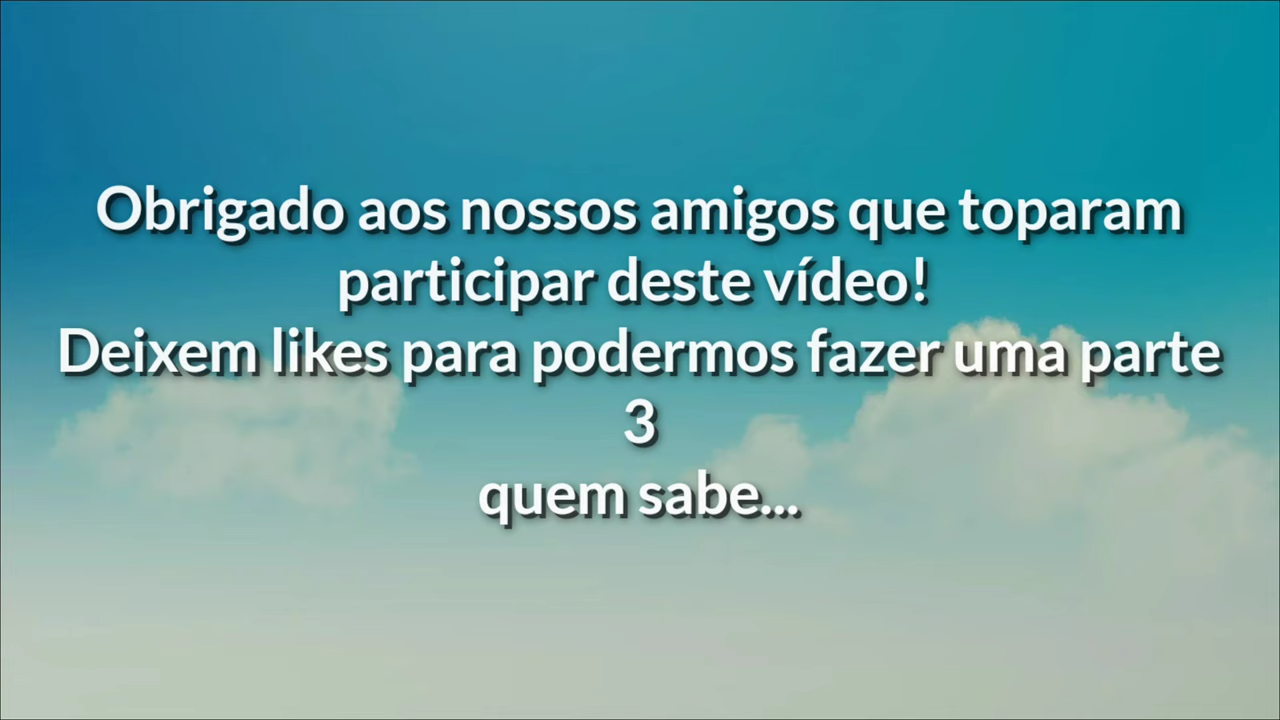 Obrigado aos nossos amigos que toparam
participar deste vídeo!
Deixem likes para podermos fazer uma parte
3
quem sabe...